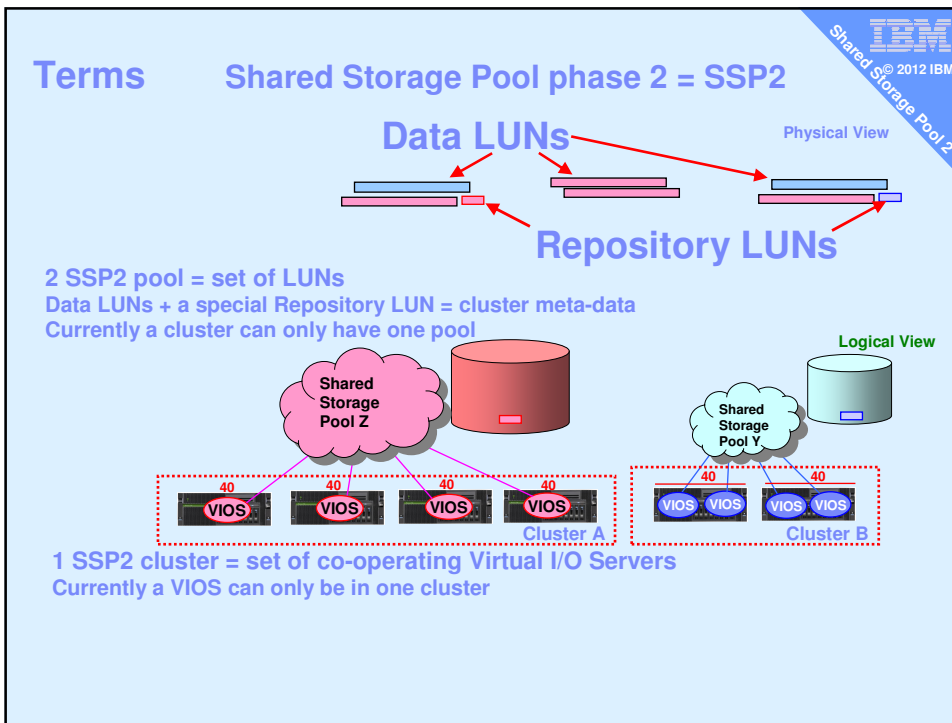 Terms
Shared Storage Pool phase 2 = SSP2
IBM
© 2012 IBM
Shared Storage Pool 2
Data LUNs
Physical View
Repository LUNs
2 SSP2 pool = set of LUNs
Data LUNs + a special Repository LUN = cluster meta-data
Currently a cluster can only have one pool
Logical View
Shared
Storage
Pool Z
Shared
Storage
Pool Y
40
40
40
40
40
40
VIOS
VIOS
VIOS
VIOS
VIOS
VIOS
VIOS
VIOS
Cluster A
Cluster B
1 SSP2 cluster = set of co-operating Virtual I/O Servers
Currently a VIOS can only be in one cluster